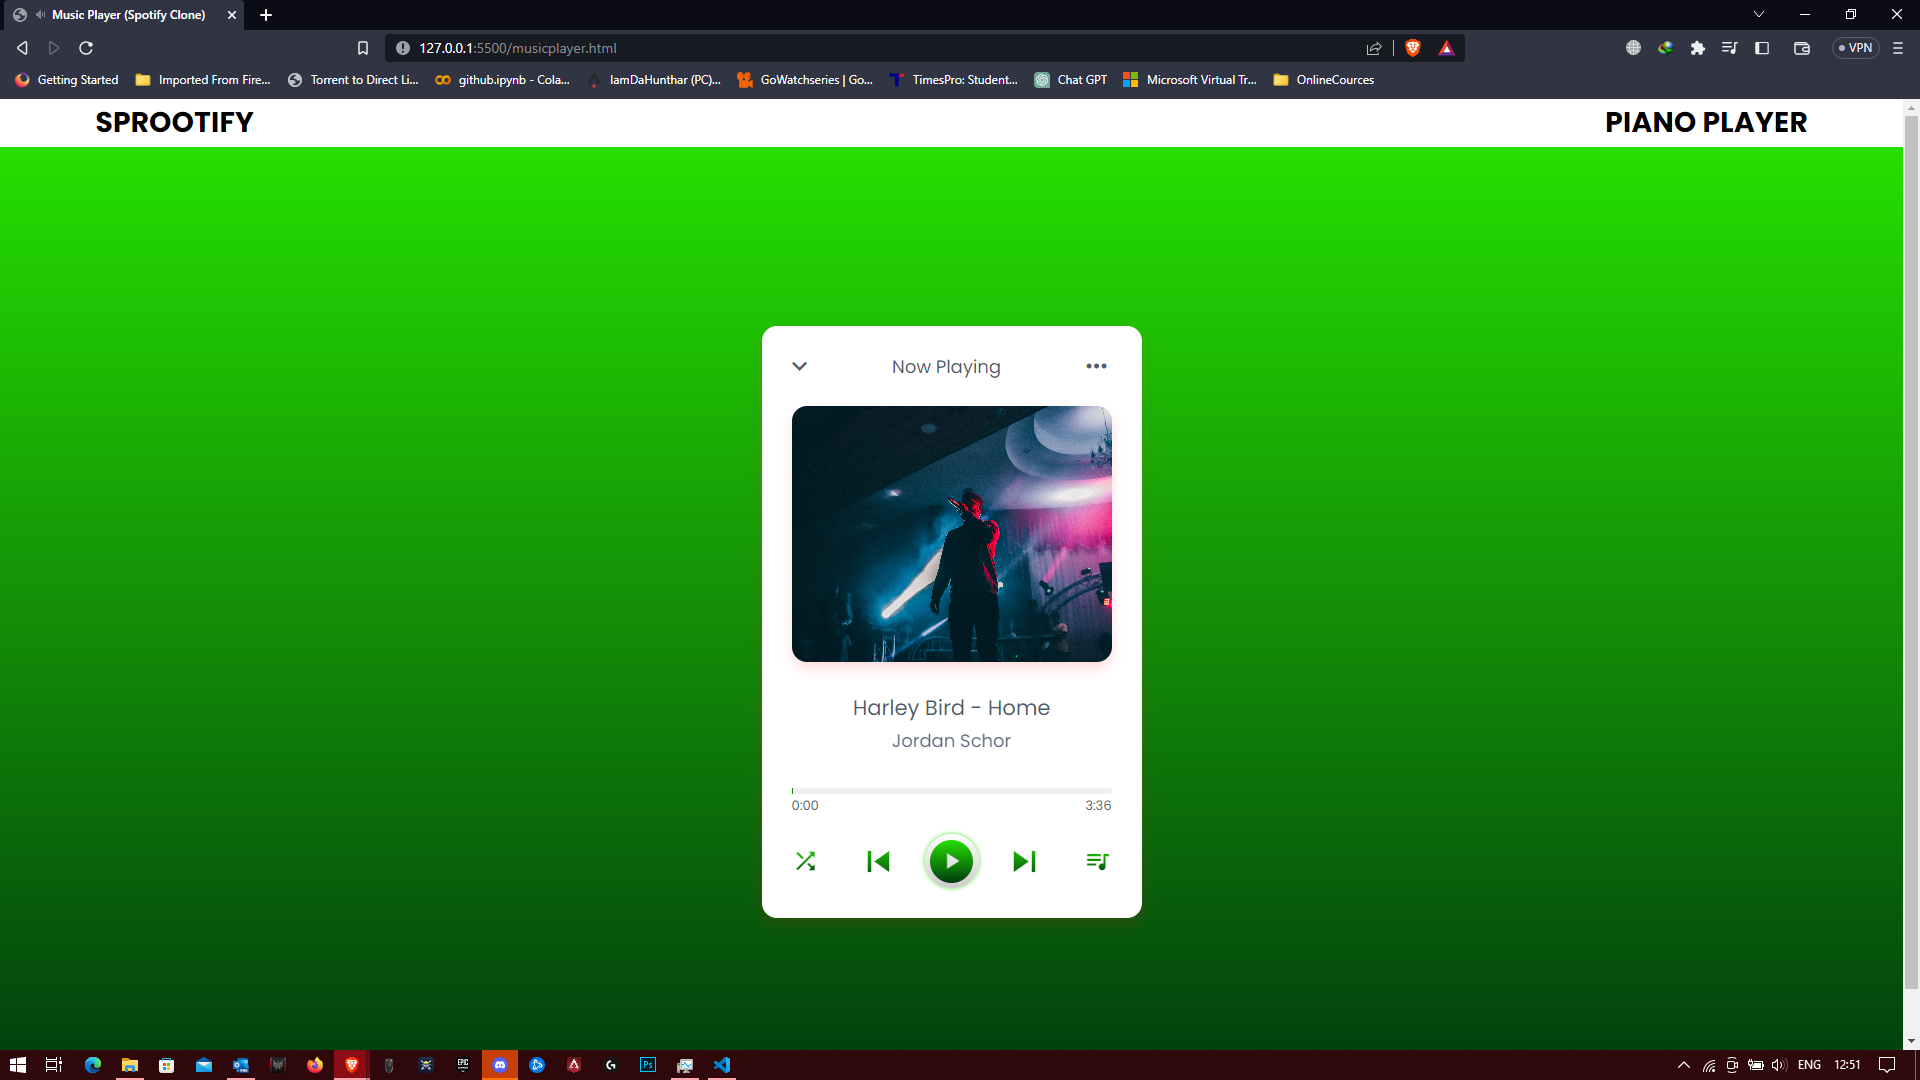 Music Player (Spotify Clone)
127.0.0.1:5500/musicplayer.html
VPN
Getting Started
Imported From Fire...
Torrent to Direct Li...
github.ipynb - Cola...
IamDaHunthar (PC)...
GoWatchseries | Go...
TimesPro: Student...
Chat GPT
Microsoft Virtual Tr...
OnlineCources
SPROOTIFY
PIANO PLAYER
Now Playing
Harley Bird - Home
Jordan Schor
0:00
3:36
EPIC
Ps
ENG
12:51